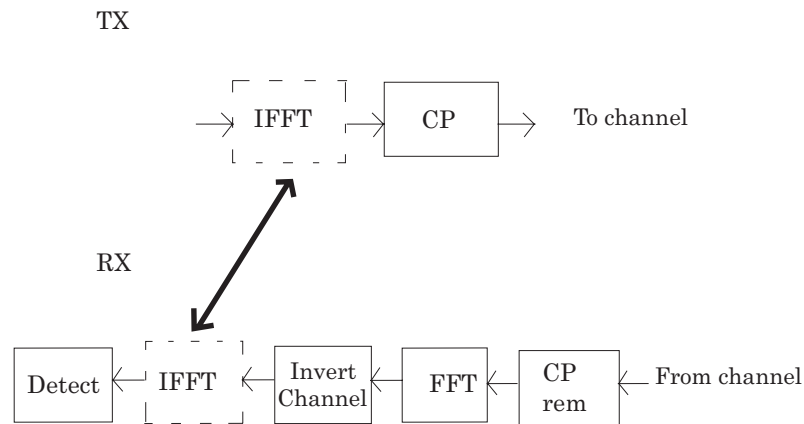 TX
IFFT
CP
To channel
RX
Detect
IFFT
Invert
Channel
FFT
CP
rem
From channel